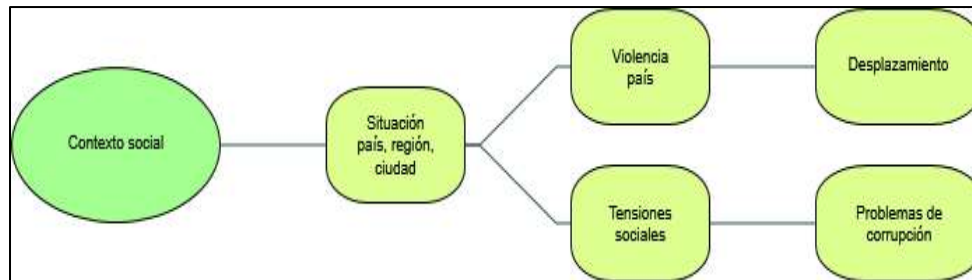 Contexto social
Situación
país, región,
ciudad
Violencia
país
Desplazamiento
Tensiones
sociales
Problemas de
corrupción